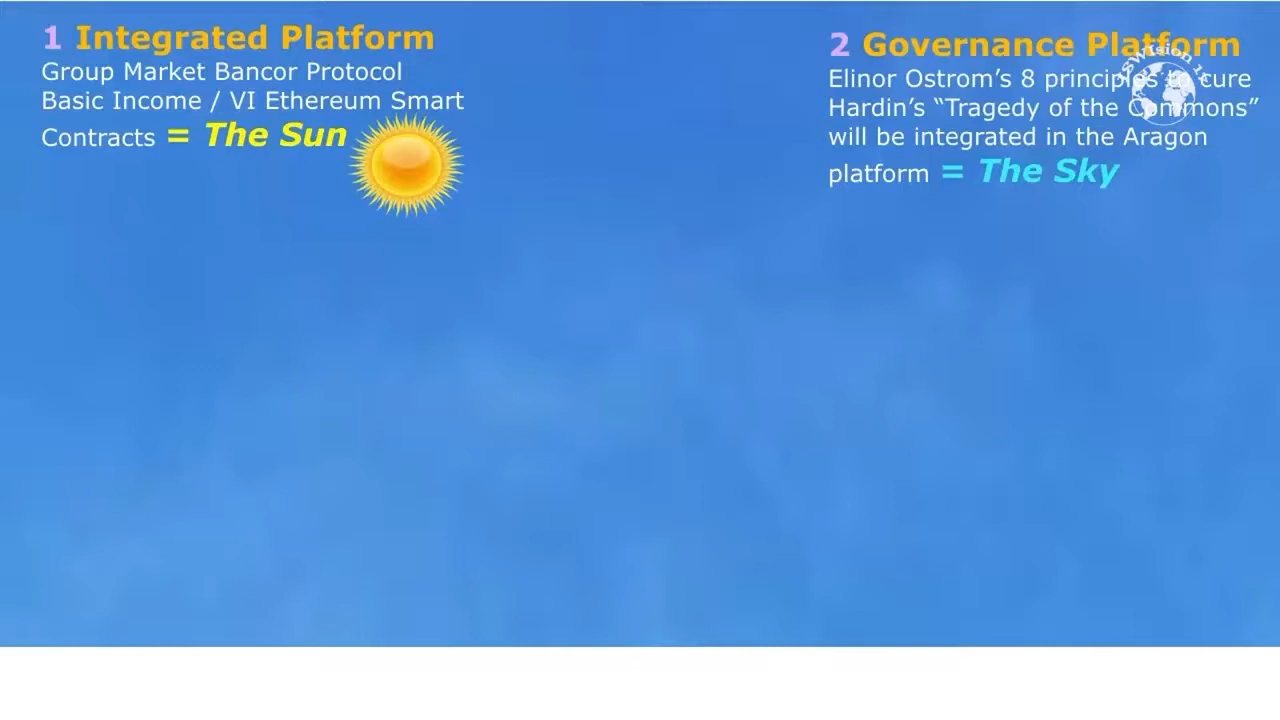 1 Integrated Platform
Group Market Bancor Protocol
Basic Income / VI Ethereum Smart
Contracts = The Sun
2 Governance Platform
Elinor Ostrom’s 8 principles to cure
Hardin’s “Tragedy of the Commons”
will be integrated in the Aragon
platform = The Sky